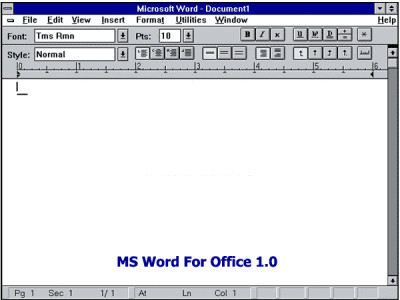 Microsoft Word - Document1
File Edit View Insert Format Utilities Window Help
Font: Tms Rmn Pts: 10 B I K U W D
Style: Normal
0 1 2 3 4 5 6
MS Word For Office 1.0
Pg 1 Sec 1 1/1 At Ln Col 1